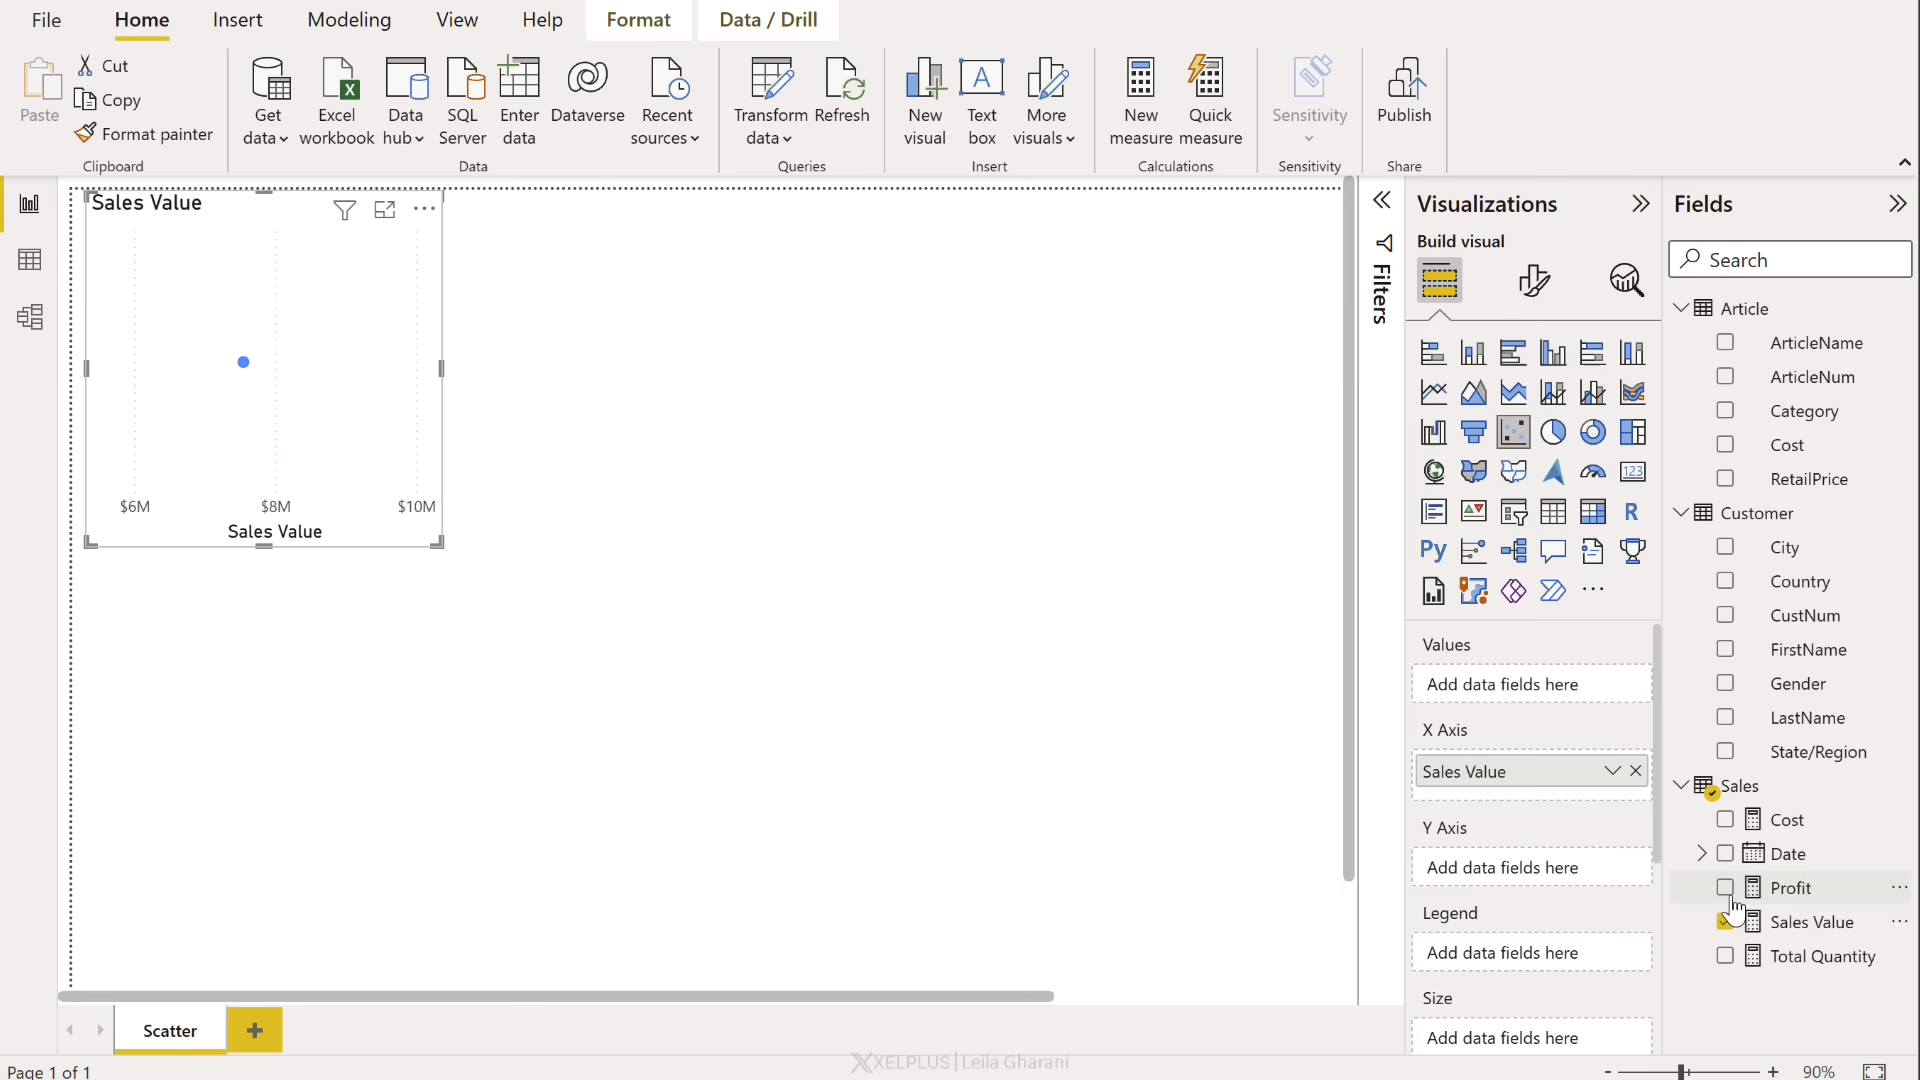 File
Home
Insert
Modeling
View
Help
Format
Data / Drill
Paste
Cut
Copy
Format painter
Clipboard
Get data
Excel workbook
Data hub
SQL Server
Enter data
Dataverse
Recent sources
Data
Transform data
Refresh
Queries
New visual
Text box
More visuals
Insert
New measure
Quick measure
Calculations
Sensitivity
Sensitivity
Publish
Share
Sales Value
$6M
$8M
$10M
Sales Value
Filters
Visualizations
Build visual
123
R
Py
Values
Add data fields here
X Axis
Sales Value
Y Axis
Add data fields here
Legend
Add data fields here
Size
Add data fields here
Fields
Search
Article
ArticleName
ArticleNum
Category
Cost
RetailPrice
Customer
City
Country
CustNum
FirstName
Gender
LastName
State/Region
Sales
Cost
Date
Profit
Sales Value
Total Quantity
Scatter
XELPLUS | Leila Gharani
Page 1 of 1
90%